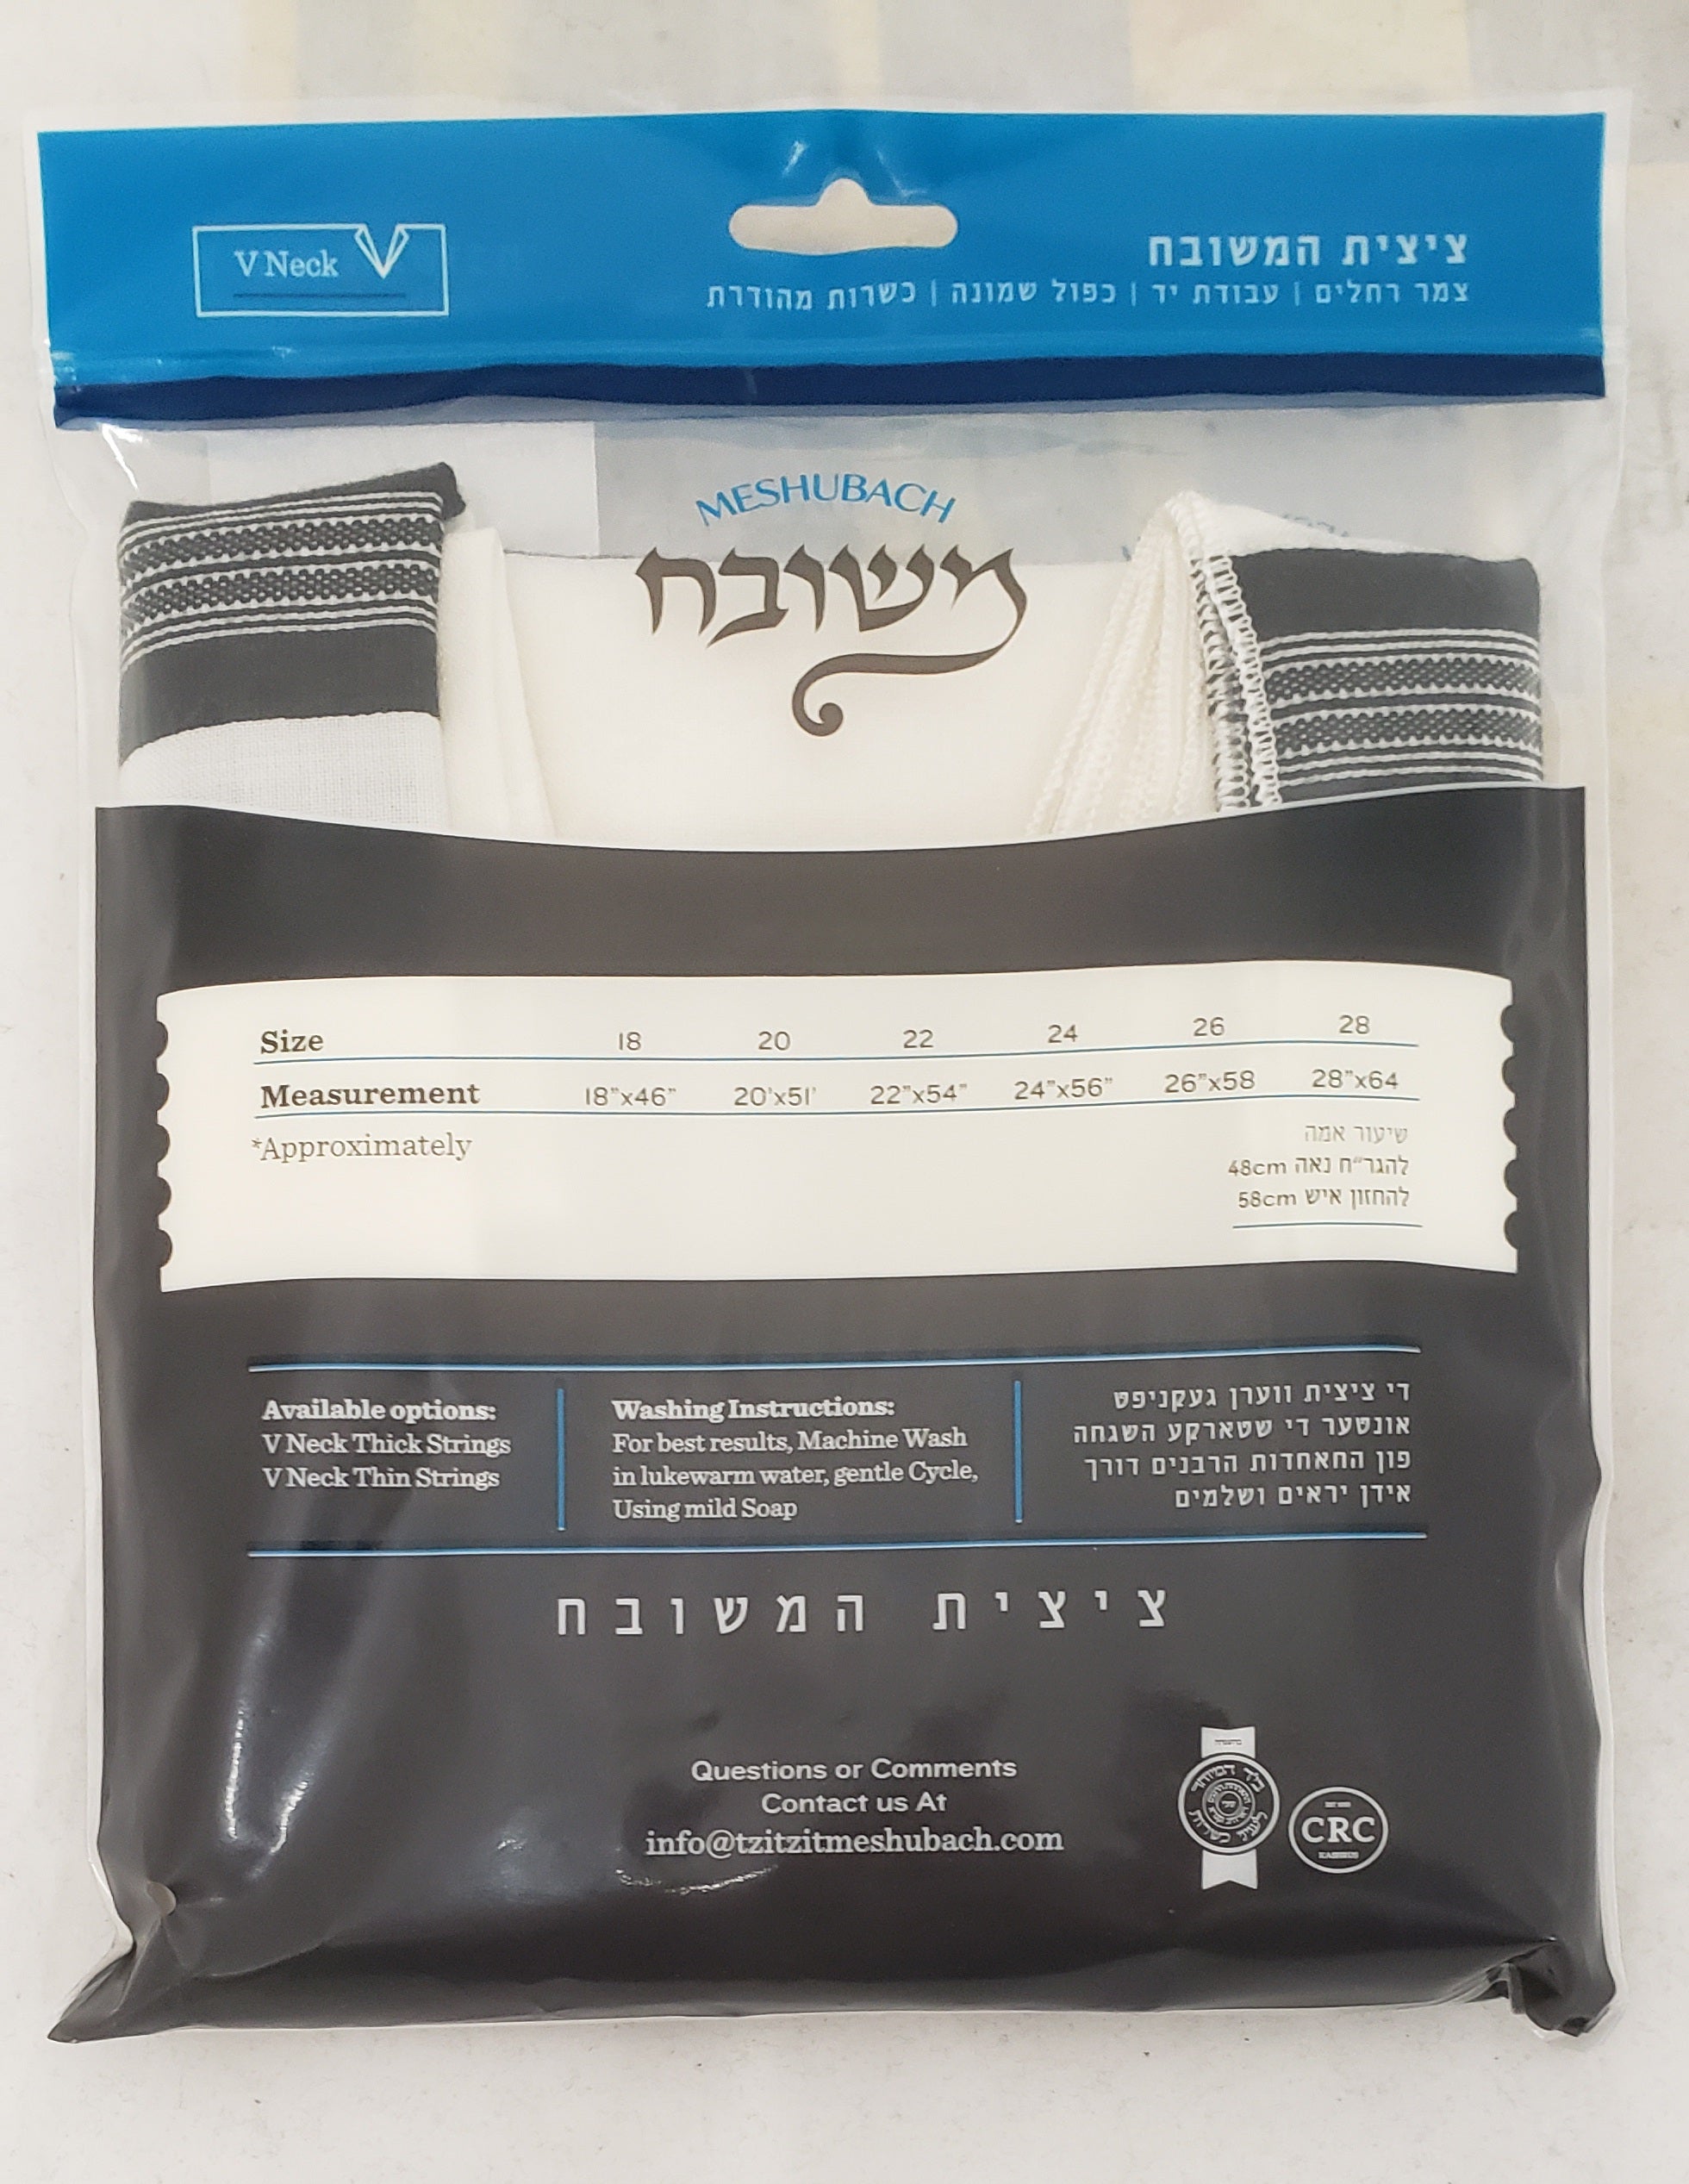 V Neck
ציצית המשובח
צמר רחלים | עבודת יד | כפול שמונה | כשרות מהודרת
MESHUBACH
משובח
Size 18 20 22 24 26 28
Measurement 18"x46" 20'x51' 22"x54" 24"x56" 26"x58 28"x64
*Approximately
שיעור אמה
להגר"ח נאה 48cm
להחזון איש 58cm
Available options:
V Neck Thick Strings
V Neck Thin Strings
Washing Instructions:
For best results, Machine Wash
in lukewarm water, gentle Cycle,
Using mild Soap
די ציצית ווערן געקניפט
אונטער די שטארקע השגחה
פון התאחדות הרבנים דורך
אידן יראים ושלמים
ציצית המשובח
Questions or Comments
Contact us At
info@tzitzitmeshubach.com
CRC